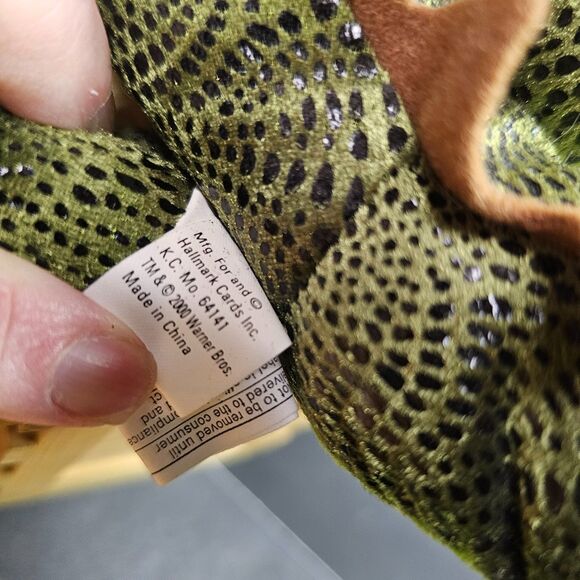 Mfg. For and ©
Hallmark Cards Inc.
K.C. Mo. 64141
TM & © 2000 Warner Bros.
Made in China
Not to be removed until
delivered to the consumer